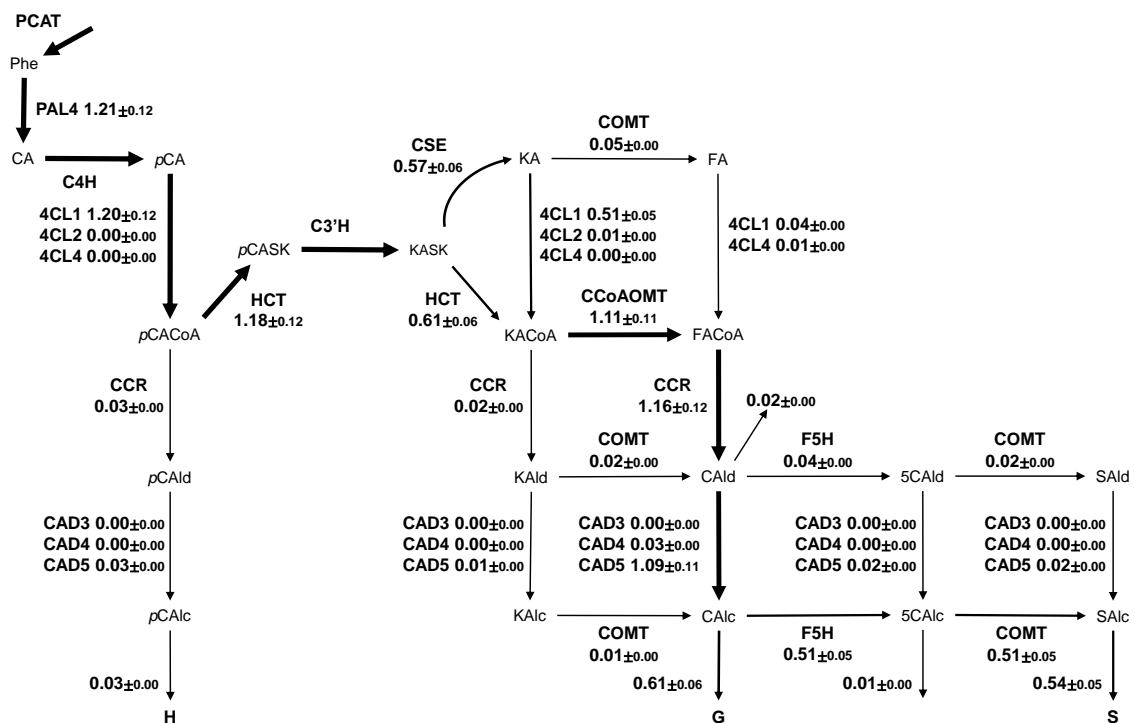 PCAT
Phe
PAL4 1.21±0.12
CA
pCA
C4H
4CL1 1.20±0.12
4CL2 0.00±0.00
4CL4 0.00±0.00
pCASK
C3’H
KASK
HCT
1.18±0.12
pCACoA
CSE
0.57±0.06
KA
COMT
0.05±0.00
FA
4CL1 0.51±0.05
4CL2 0.01±0.00
4CL4 0.00±0.00
4CL1 0.04±0.00
4CL4 0.01±0.00
HCT
0.61±0.06
CCoAOMT
1.11±0.11
KACoA
FACoA
CCR
0.03±0.00
CCR
0.02±0.00
CCR
1.16±0.12
0.02±0.00
COMT
0.02±0.00
F5H
0.04±0.00
COMT
0.02±0.00
pCAld
KAld
CAld
5CAld
SAld
CAD3 0.00±0.00
CAD4 0.00±0.00
CAD5 0.03±0.00
CAD3 0.00±0.00
CAD4 0.00±0.00
CAD5 0.01±0.00
CAD3 0.00±0.00
CAD4 0.03±0.00
CAD5 1.09±0.11
CAD3 0.00±0.00
CAD4 0.00±0.00
CAD5 0.02±0.00
CAD3 0.00±0.00
CAD4 0.00±0.00
CAD5 0.02±0.00
pCAlc
KAlc
CAlc
5CAlc
SAlc
COMT
0.01±0.00
F5H
0.51±0.05
COMT
0.51±0.05
0.03±0.00
0.61±0.06
0.01±0.00
0.54±0.05
H
G
S